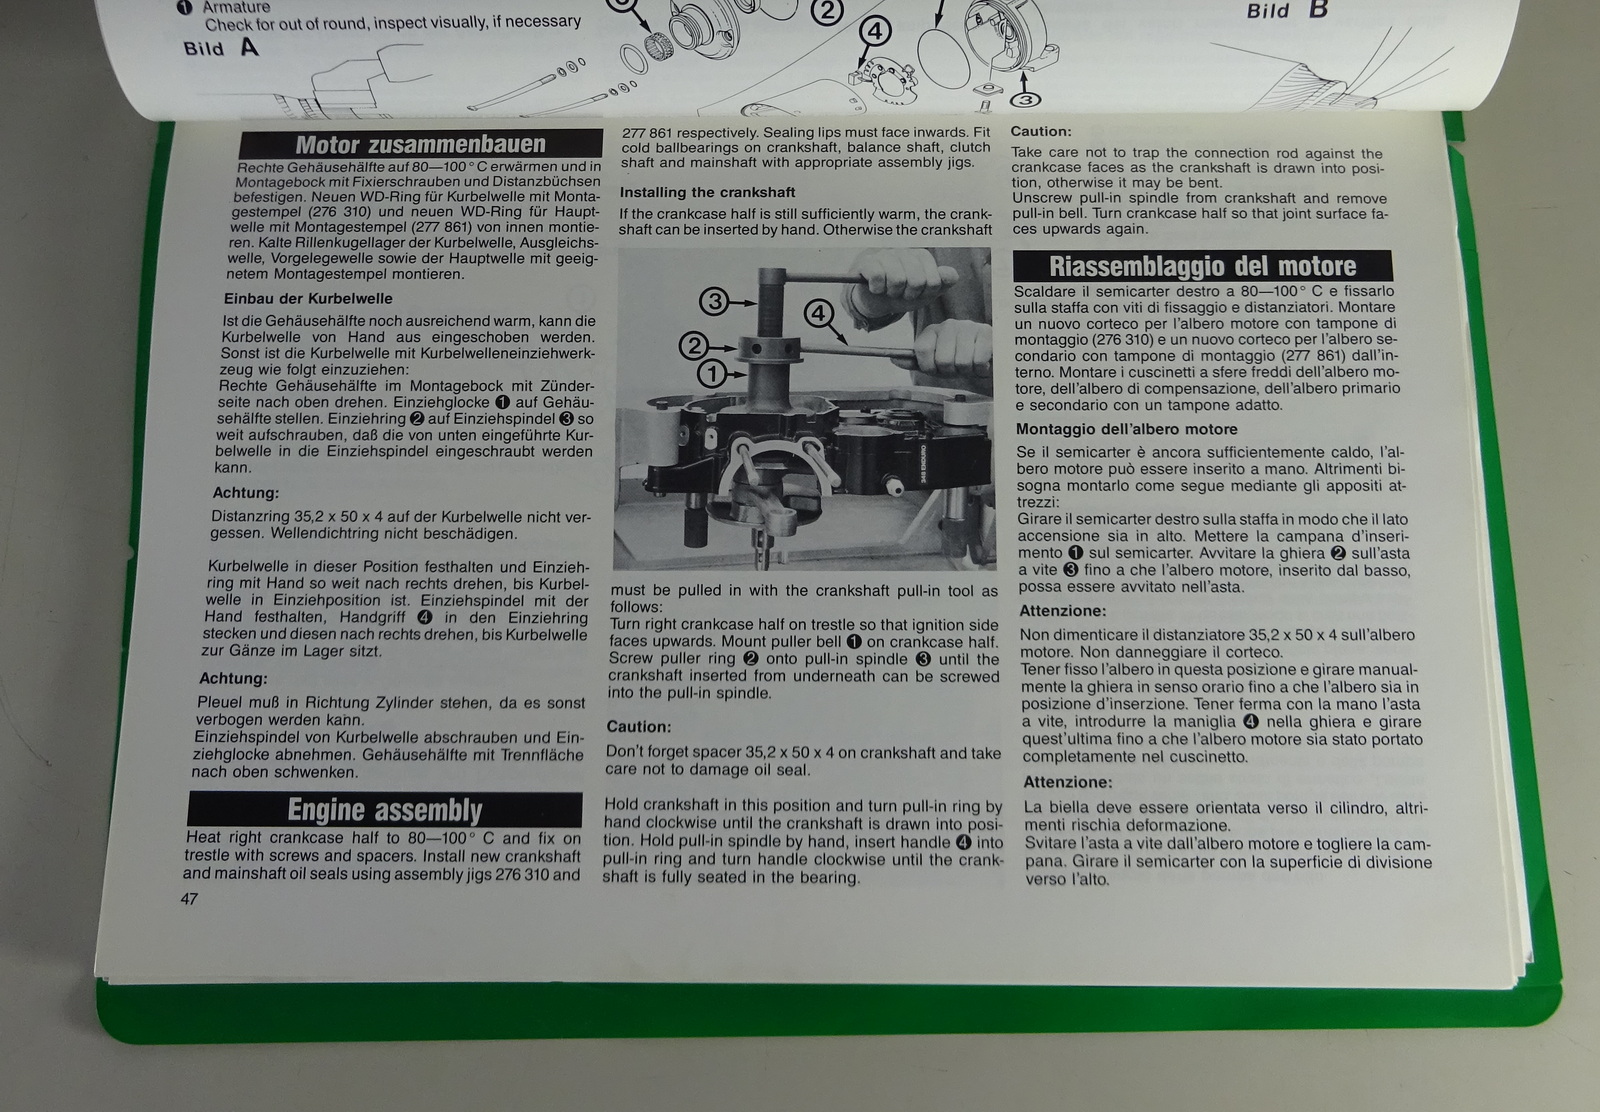 ❶ Armature
Check for out of round, inspect visually, if necessary
Bild A
2
4
3
Bild B
Motor zusammenbauen
Rechte Gehäusehälfte auf 80—100° C erwärmen und in
Montagebock mit Fixierschrauben und Distanzbüchsen
befestigen. Neuen WD-Ring für Kurbelwelle mit Monta-
gestempel (276 310) und neuen WD-Ring für Haupt-
welle mit Montagestempel (277 861) von innen montie-
ren. Kalte Rillenkugellager der Kurbelwelle, Ausgleichs-
welle, Vorgelegewelle sowie der Hauptwelle mit geeig-
netem Montagestempel montieren.
Einbau der Kurbelwelle
Ist die Gehäusehälfte noch ausreichend warm, kann die
Kurbelwelle von Hand aus eingeschoben werden.
Sonst ist die Kurbelwelle mit Kurbelwelleneinziehwerk-
zeug wie folgt einzuziehen:
Rechte Gehäusehälfte im Montagebock mit Zünder-
seite nach oben drehen. Einziehglocke ❶ auf Gehäu-
sehälfte stellen. Einziehring ❷ auf Einziehspindel ❸ so
weit aufschrauben, daß die von unten eingeführte Kur-
belwelle in die Einziehspindel eingeschraubt werden
kann.
Achtung:
Distanzring 35,2 x 50 x 4 auf der Kurbelwelle nicht ver-
gessen. Wellendichtring nicht beschädigen.
Kurbelwelle in dieser Position festhalten und Einzieh-
ring mit Hand so weit nach rechts drehen, bis Kurbel-
welle in Einziehposition ist. Einziehspindel mit der
Hand festhalten, Handgriff ❹ in den Einziehring
stecken und diesen nach rechts drehen, bis Kurbelwelle
zur Gänze im Lager sitzt.
Achtung:
Pleuel muß in Richtung Zylinder stehen, da es sonst
verbogen werden kann.
Einziehspindel von Kurbelwelle abschrauben und Ein-
ziehglocke abnehmen. Gehäusehälfte mit Trennfläche
nach oben schwenken.
Engine assembly
Heat right crankcase half to 80—100° C and fix on
trestle with screws and spacers. Install new crankshaft
and mainshaft oil seals using assembly jigs 276 310 and
47
277 861 respectively. Sealing lips must face inwards. Fit
cold ballbearings on crankshaft, balance shaft, clutch
shaft and mainshaft with appropriate assembly jigs.
Installing the crankshaft
If the crankcase half is still sufficiently warm, the crank-
shaft can be inserted by hand. Otherwise the crankshaft
3
4
2
1
348 ENDURO
must be pulled in with the crankshaft pull-in tool as
follows:
Turn right crankcase half on trestle so that ignition side
faces upwards. Mount puller bell ❶ on crankcase half.
Screw puller ring ❷ onto pull-in spindle ❸ until the
crankshaft inserted from underneath can be screwed
into the pull-in spindle.
Caution:
Don't forget spacer 35,2 x 50 x 4 on crankshaft and take
care not to damage oil seal.
Hold crankshaft in this position and turn pull-in ring by
hand clockwise until the crankshaft is drawn into posi-
tion. Hold pull-in spindle by hand, insert handle ❹ into
pull-in ring and turn handle clockwise until the crank-
shaft is fully seated in the bearing.
Caution:
Take care not to trap the connection rod against the
crankcase faces as the crankshaft is drawn into posi-
tion, otherwise it may be bent.
Unscrew pull-in spindle from crankshaft and remove
pull-in bell. Turn crankcase half so that joint surface fa-
ces upwards again.
Riassemblaggio del motore
Scaldare il semicarter destro a 80—100° C e fissarlo
sulla staffa con viti di fissaggio e distanziatori. Montare
un nuovo corteco per l'albero motore con tampone di
montaggio (276 310) e un nuovo corteco per l'albero se-
condario con tampone di montaggio (277 861) dall'in-
terno. Montare i cuscinetti a sfere freddi dell'albero mo-
tore, dell'albero di compensazione, dell'albero primario
e secondario con un tampone adatto.
Montaggio dell'albero motore
Se il semicarter è ancora sufficientemente caldo, l'al-
bero motore può essere inserito a mano. Altrimenti bi-
sogna montarlo come segue mediante gli appositi at-
trezzi:
Girare il semicarter destro sulla staffa in modo che il lato
accensione sia in alto. Mettere la campana d'inseri-
mento ❶ sul semicarter. Avvitare la ghiera ❷ sull'asta
a vite ❸ fino a che l'albero motore, inserito dal basso,
possa essere avvitato nell'asta.
Attenzione:
Non dimenticare il distanziatore 35,2 x 50 x 4 sull'albero
motore. Non danneggiare il corteco.
Tener fisso l'albero in questa posizione e girare manual-
mente la ghiera in senso orario fino a che l'albero sia in
posizione d'inserzione. Tener ferma con la mano l'asta
a vite, introdurre la maniglia ❹ nella ghiera e girare
quest'ultima fino a che l'albero motore sia stato portato
completamente nel cuscinetto.
Attenzione:
La biella deve essere orientata verso il cilindro, altri-
menti rischia deformazione.
Svitare l'asta a vite dall'albero motore e togliere la cam-
pana. Girare il semicarter con la superficie di divisione
verso l'alto.